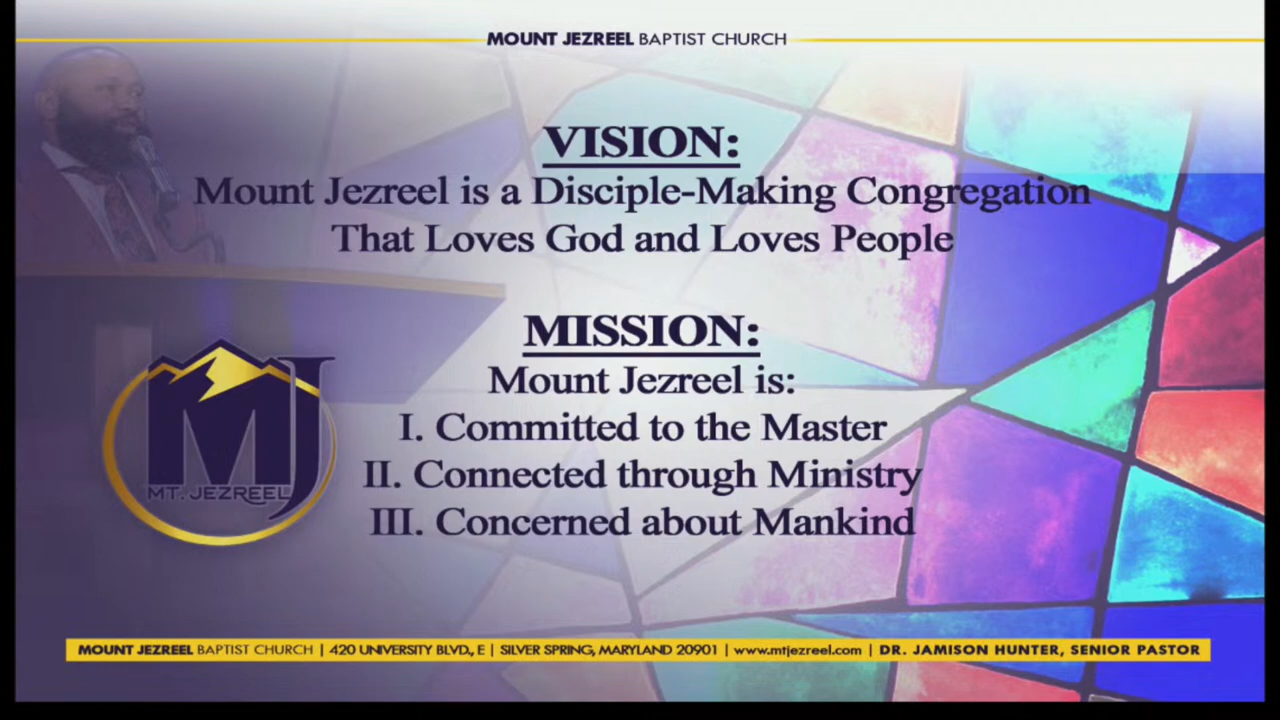 MOUNT JEZREEL BAPTIST CHURCH
VISION:
Mount Jezreel is a Disciple-Making Congregation
That Loves God and Loves People
MISSION:
Mount Jezreel is:
I. Committed to the Master
II. Connected through Ministry
III. Concerned about Mankind
MJ
MT. JEZREEL
MOUNT JEZREEL BAPTIST CHURCH | 420 UNIVERSITY BLVD., E | SILVER SPRING, MARYLAND 20901 | www.mtjezreel.com | DR. JAMISON HUNTER, SENIOR PASTOR